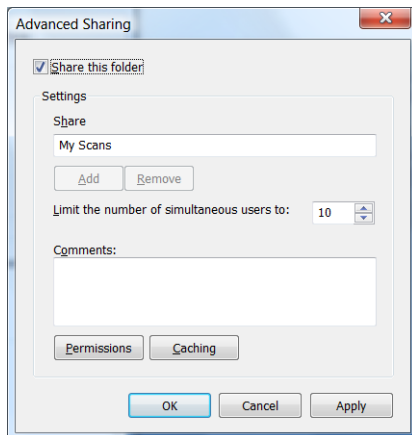 Advanced Sharing
Share this folder
Settings
Share
My Scans
Add Remove
Limit the number of simultaneous users to: 10
Comments:
Permissions Caching
OK Cancel Apply